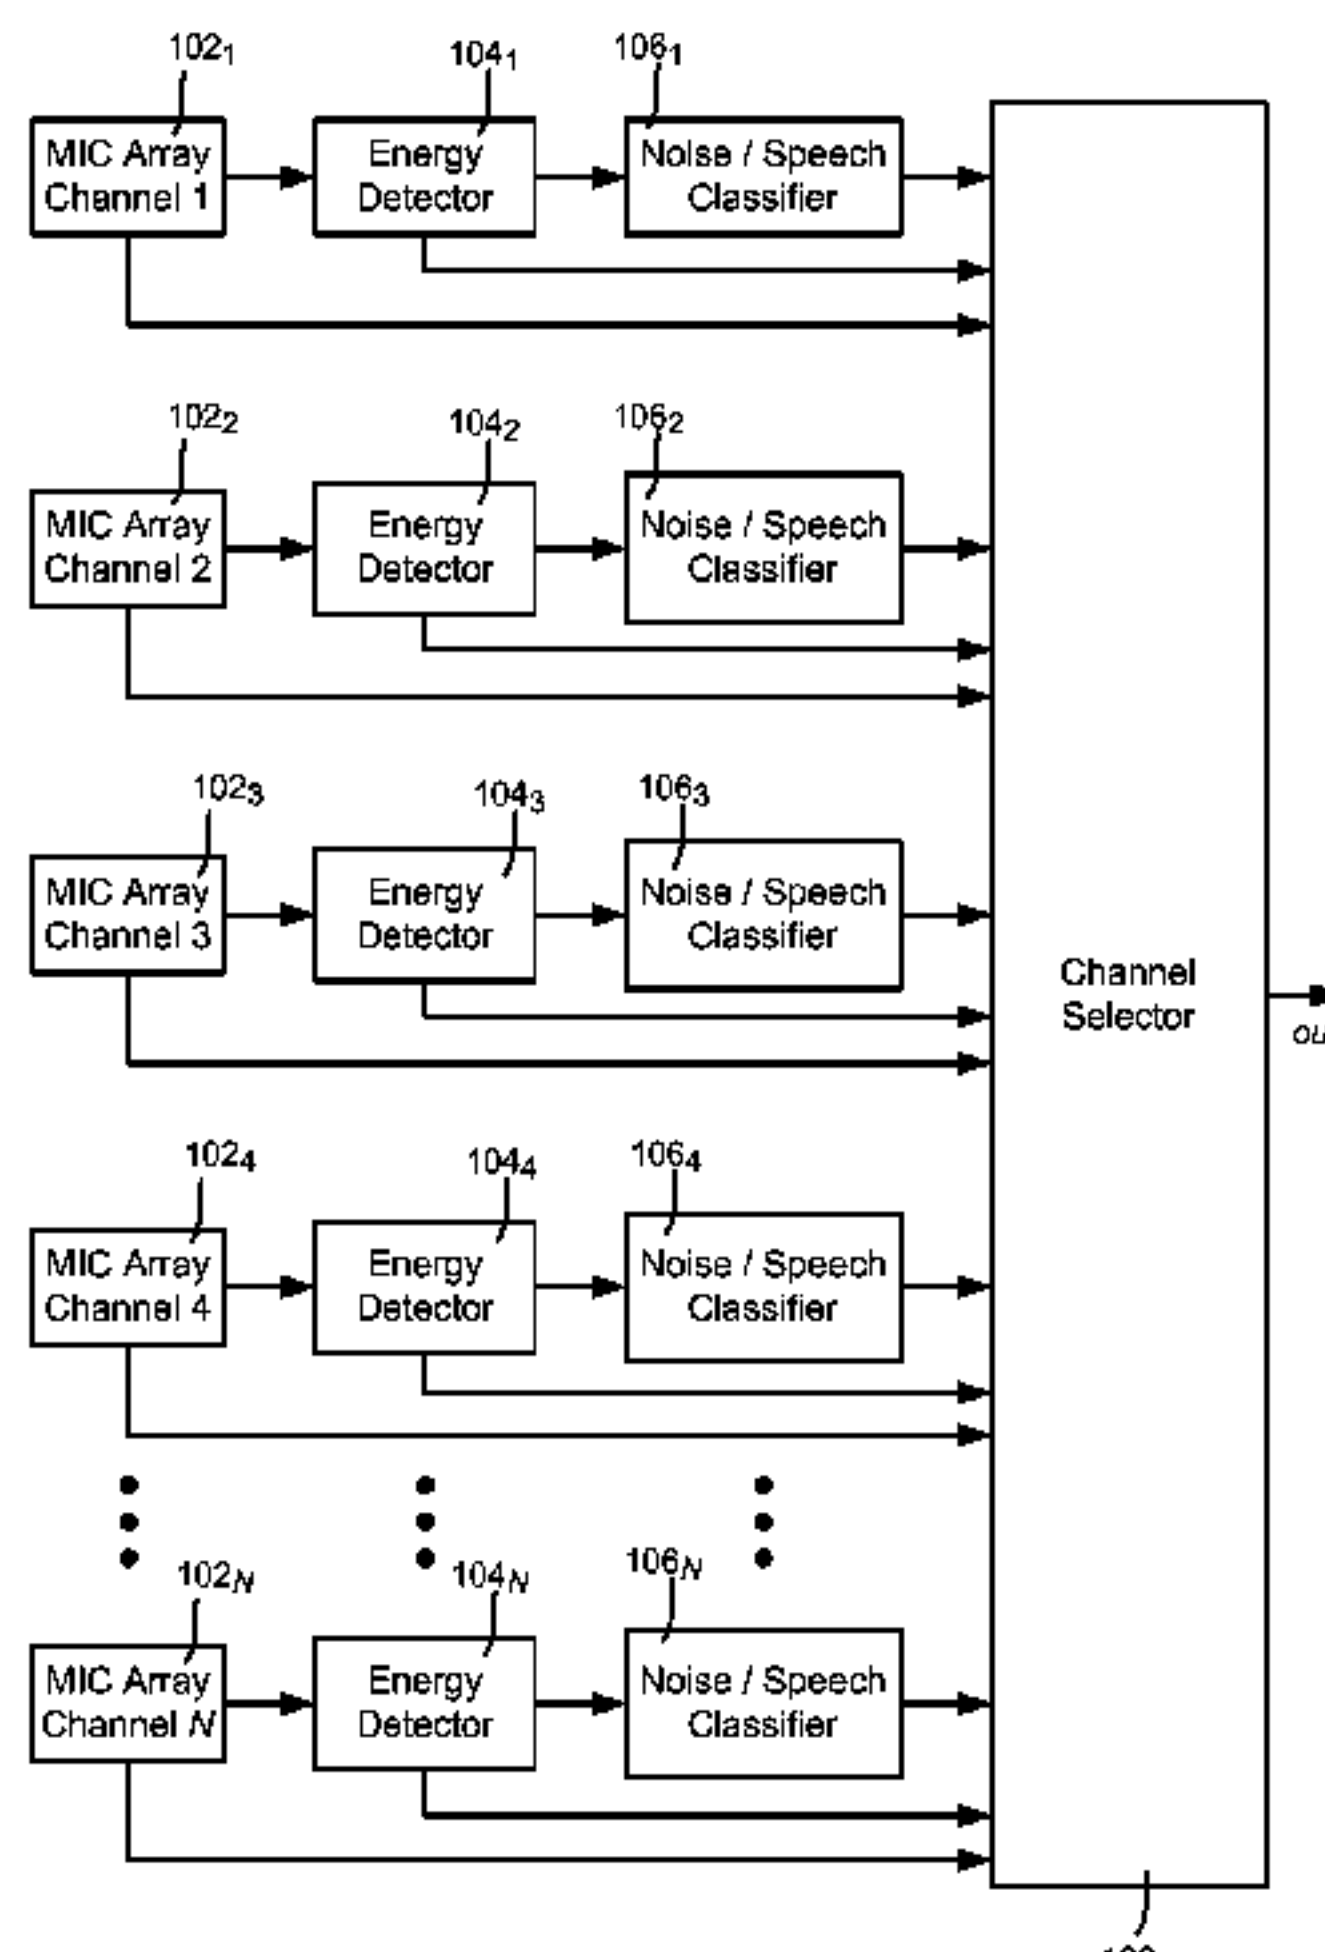 102₁ 104₁ 106₁
MIC Array Energy Noise / Speech
Channel 1 Detector Classifier
102₂ 104₂ 106₂
MIC Array Energy Noise / Speech
Channel 2 Detector Classifier
102₃ 104₃ 106₃
MIC Array Energy Noise / Speech
Channel 3 Detector Classifier
Channel
Selector
102₄ 104₄ 106₄
MIC Array Energy Noise / Speech
Channel 4 Detector Classifier
102N 104N 106N
MIC Array Energy Noise / Speech
Channel N Detector Classifier